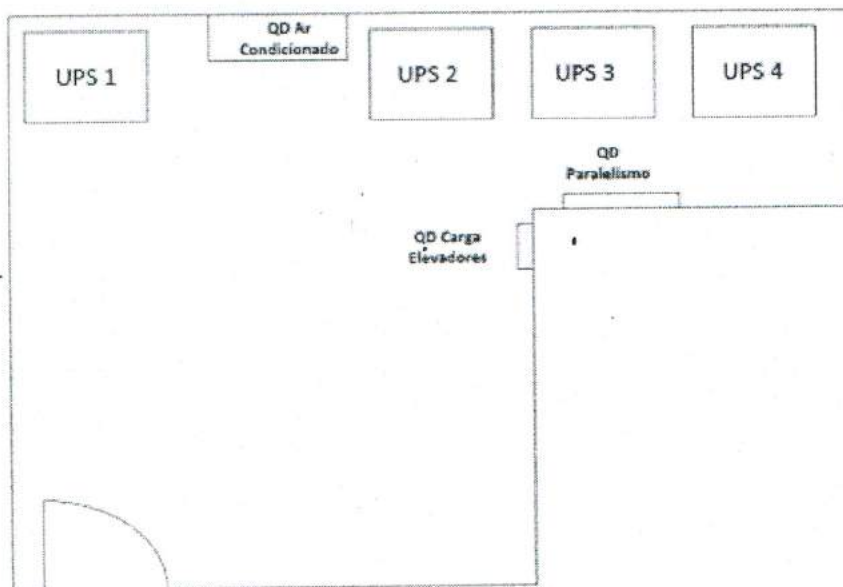 QD Ar
Condicionado
UPS 1
UPS 2
UPS 3
UPS 4
QD
Paralelismo
QD Carga
Elevadores